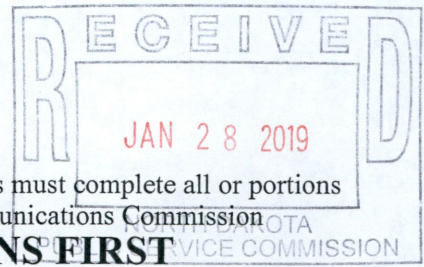 RECEIVED
JAN 28 2019
s must complete all or portions
unications Commission
NORTH DAKOTA
NS FIRST
PUBLIC SERVICE COMMISSION